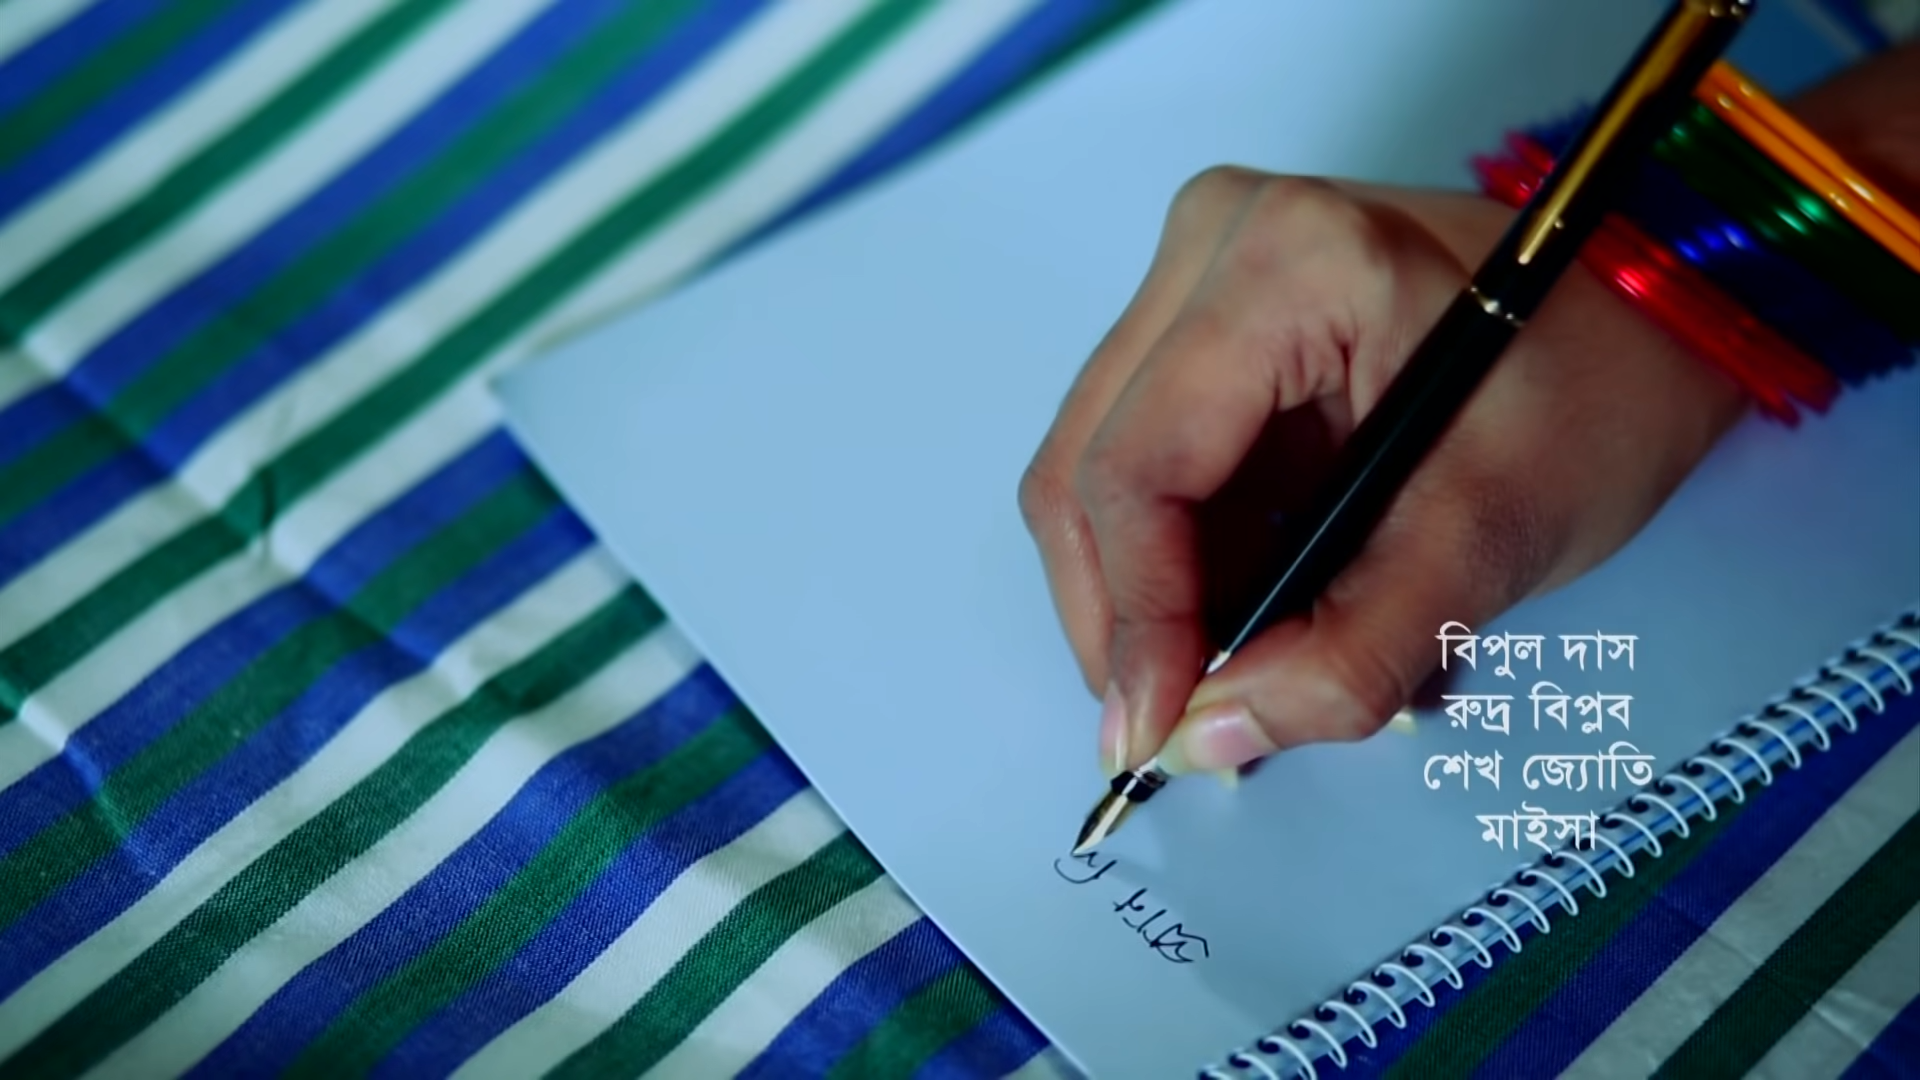 বিপুল দাস
রুদ্র বিপ্লব
শেখ জ্যোতি
মাইসা